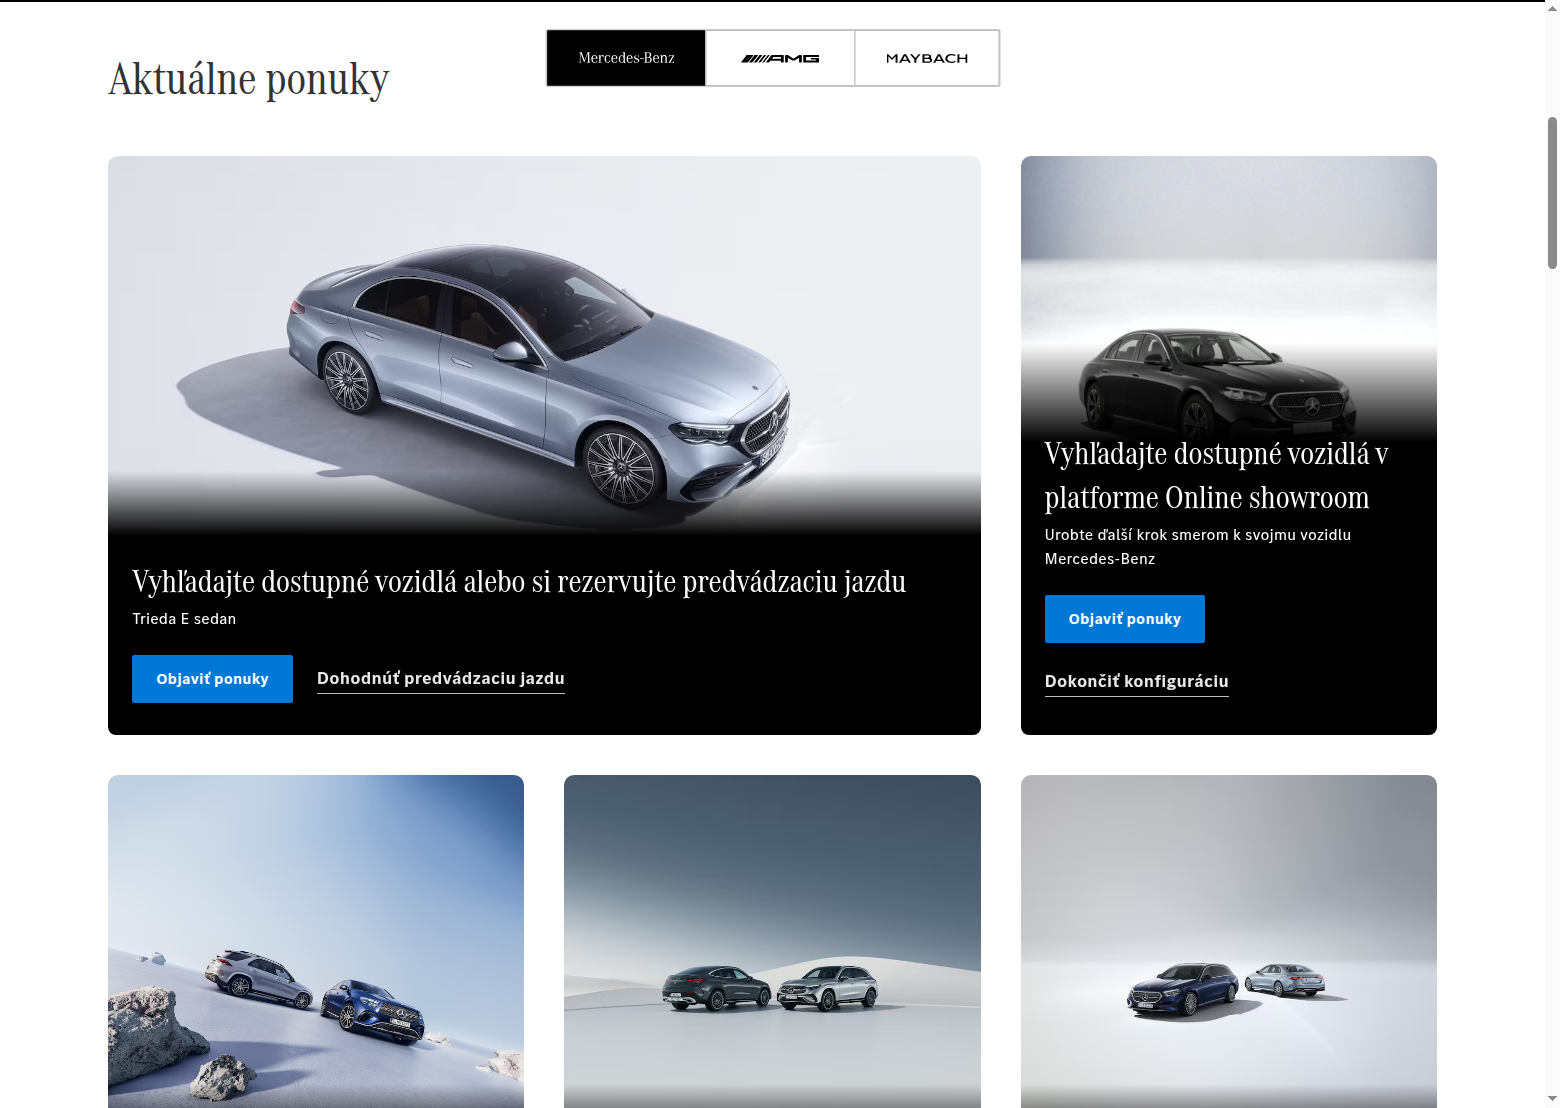 Aktuálne ponuky
Mercedes-Benz
AMG
MAYBACH
Vyhľadajte dostupné vozidlá alebo si rezervujte predvádzaciu jazdu
Trieda E sedan
Objaviť ponuky
Dohodnúť predvádzaciu jazdu
Vyhľadajte dostupné vozidlá v
platforme Online showroom
Urobte ďalší krok smerom k svojmu vozidlu
Mercedes-Benz
Objaviť ponuky
Dokončiť konfiguráciu